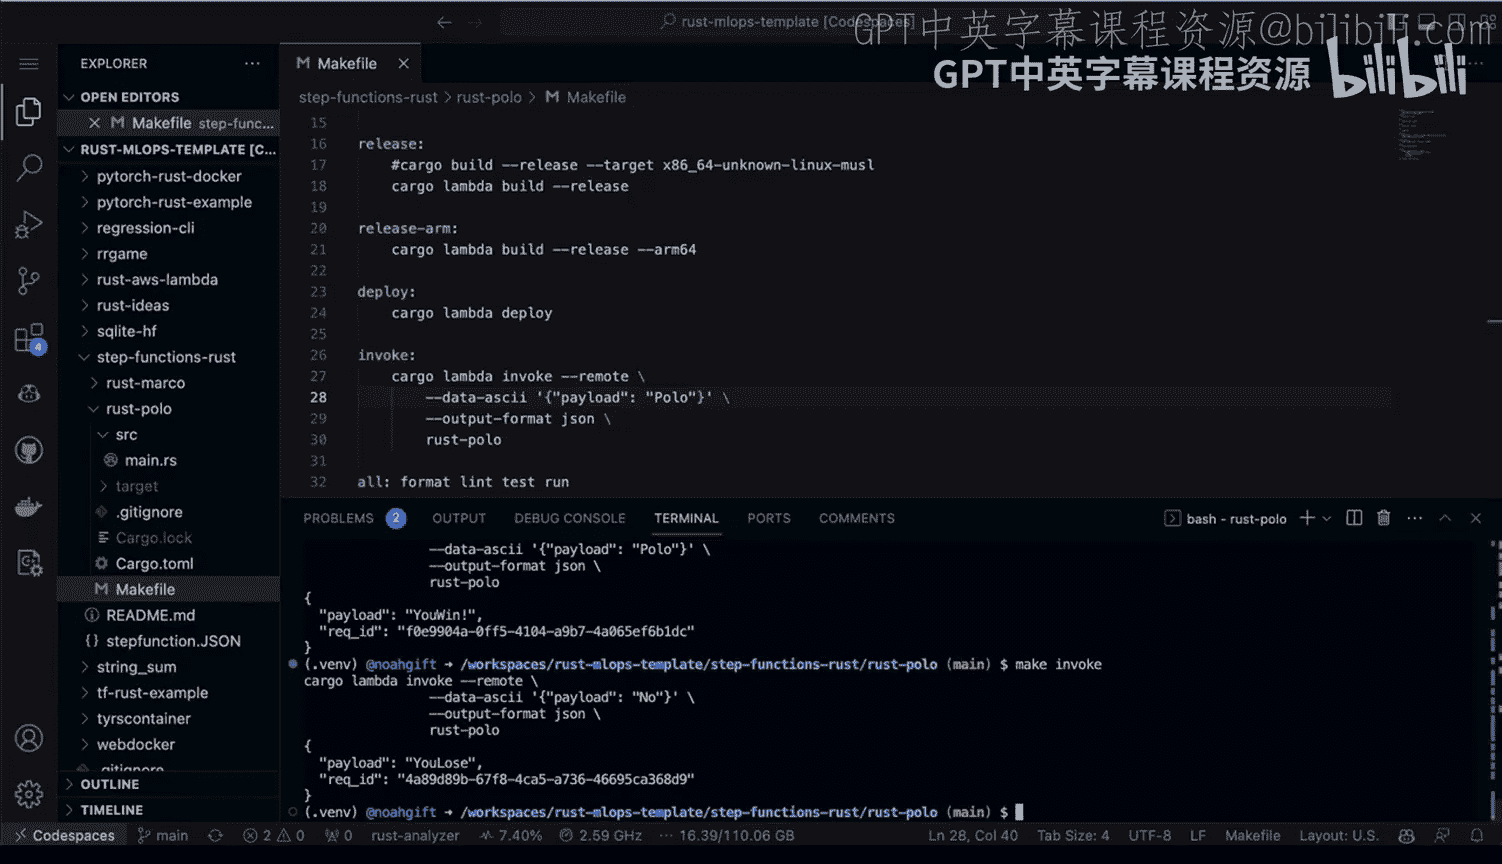 rust-mlops-template [Codespaces]
GPT中英字幕课程资源@bilibili.com
GPT中英字幕课程资源 bilibili
EXPLORER
OPEN EDITORS
Makefile step-func...
RUST-MLOPS-TEMPLATE [C...
pytorch-rust-docker
pytorch-rust-example
regression-cli
rrgame
rust-aws-lambda
rust-ideas
sqlite-hf
step-functions-rust
rust-marco
rust-polo
src
main.rs
target
.gitignore
Cargo.lock
Cargo.toml
Makefile
README.md
stepfunction.JSON
string_sum
tf-rust-example
tyrscontainer
webdocker
.gitignore
OUTLINE
TIMELINE
4
M Makefile
step-functions-rust > rust-polo > M Makefile
15
16 release:
17 #cargo build --release --target x86_64-unknown-linux-musl
18 cargo lambda build --release
19
20 release-arm:
21 cargo lambda build --release --arm64
22
23 deploy:
24 cargo lambda deploy
25
26 invoke:
27 cargo lambda invoke --remote \
28 --data-ascii '{"payload": "Polo"}' \
29 --output-format json \
30 rust-polo
31
32 all: format lint test run
PROBLEMS 2 OUTPUT DEBUG CONSOLE TERMINAL PORTS COMMENTS bash - rust-polo
--data-ascii '{"payload": "Polo"}' \
--output-format json \
rust-polo
{
"payload": "YouWin!",
"req_id": "f0e9904a-0ff5-4104-a9b7-4a065ef6b1dc"
}
(.venv) @noahgift → /workspaces/rust-mlops-template/step-functions-rust/rust-polo (main) $ make invoke
cargo lambda invoke --remote \
--data-ascii '{"payload": "No"}' \
--output-format json \
rust-polo
{
"payload": "YouLose",
"req_id": "4a89d89b-67f8-4ca5-a736-46695ca368d9"
}
(.venv) @noahgift → /workspaces/rust-mlops-template/step-functions-rust/rust-polo (main) $
Codespaces main 2 0 0 rust-analyzer 7.40% 2.59 GHz 16.39/110.06 GB Ln 28, Col 40 Tab Size: 4 UTF-8 LF Makefile Layout: U.S.